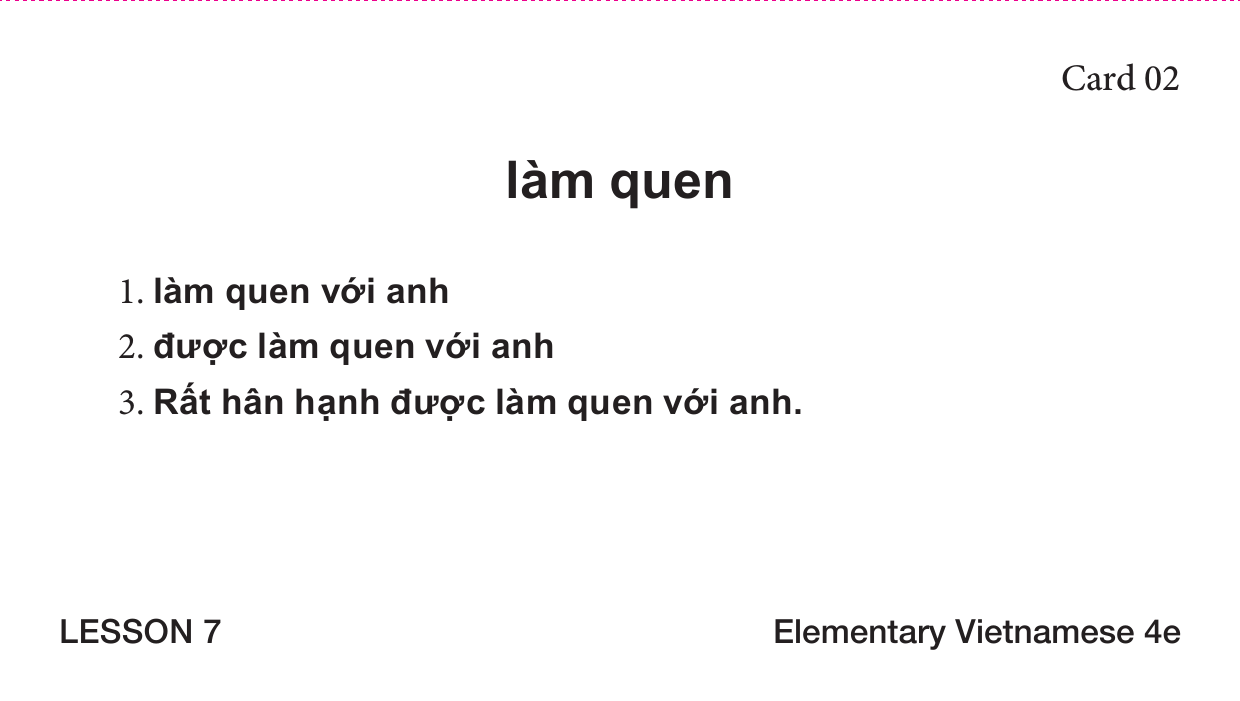 Card 02
làm quen
1. làm quen với anh
2. được làm quen với anh
3. Rất hân hạnh được làm quen với anh.
LESSON 7
Elementary Vietnamese 4e